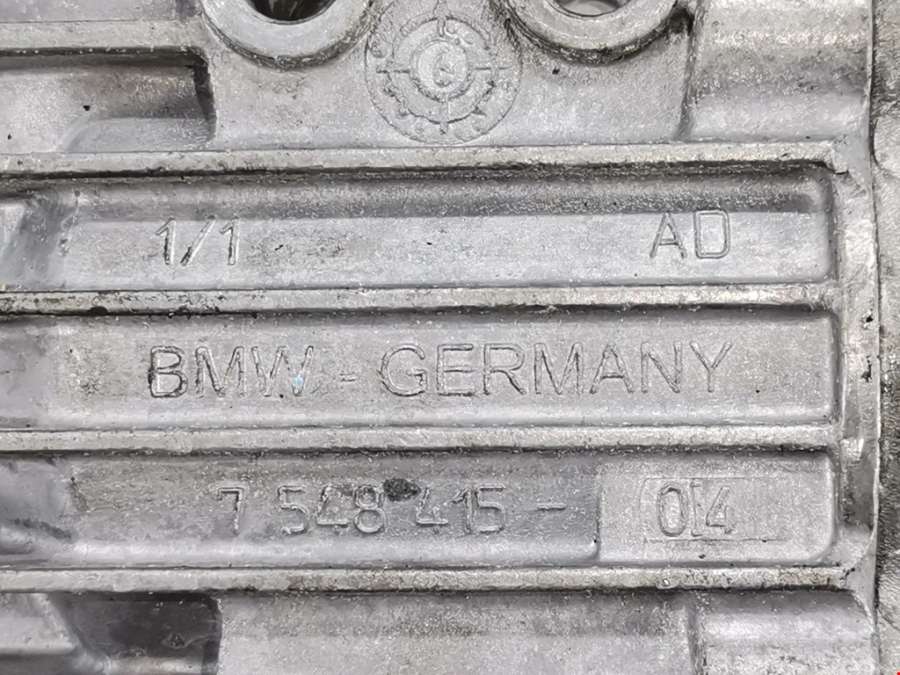 1/1 AD
BMW - GERMANY
7 548 415 - 04